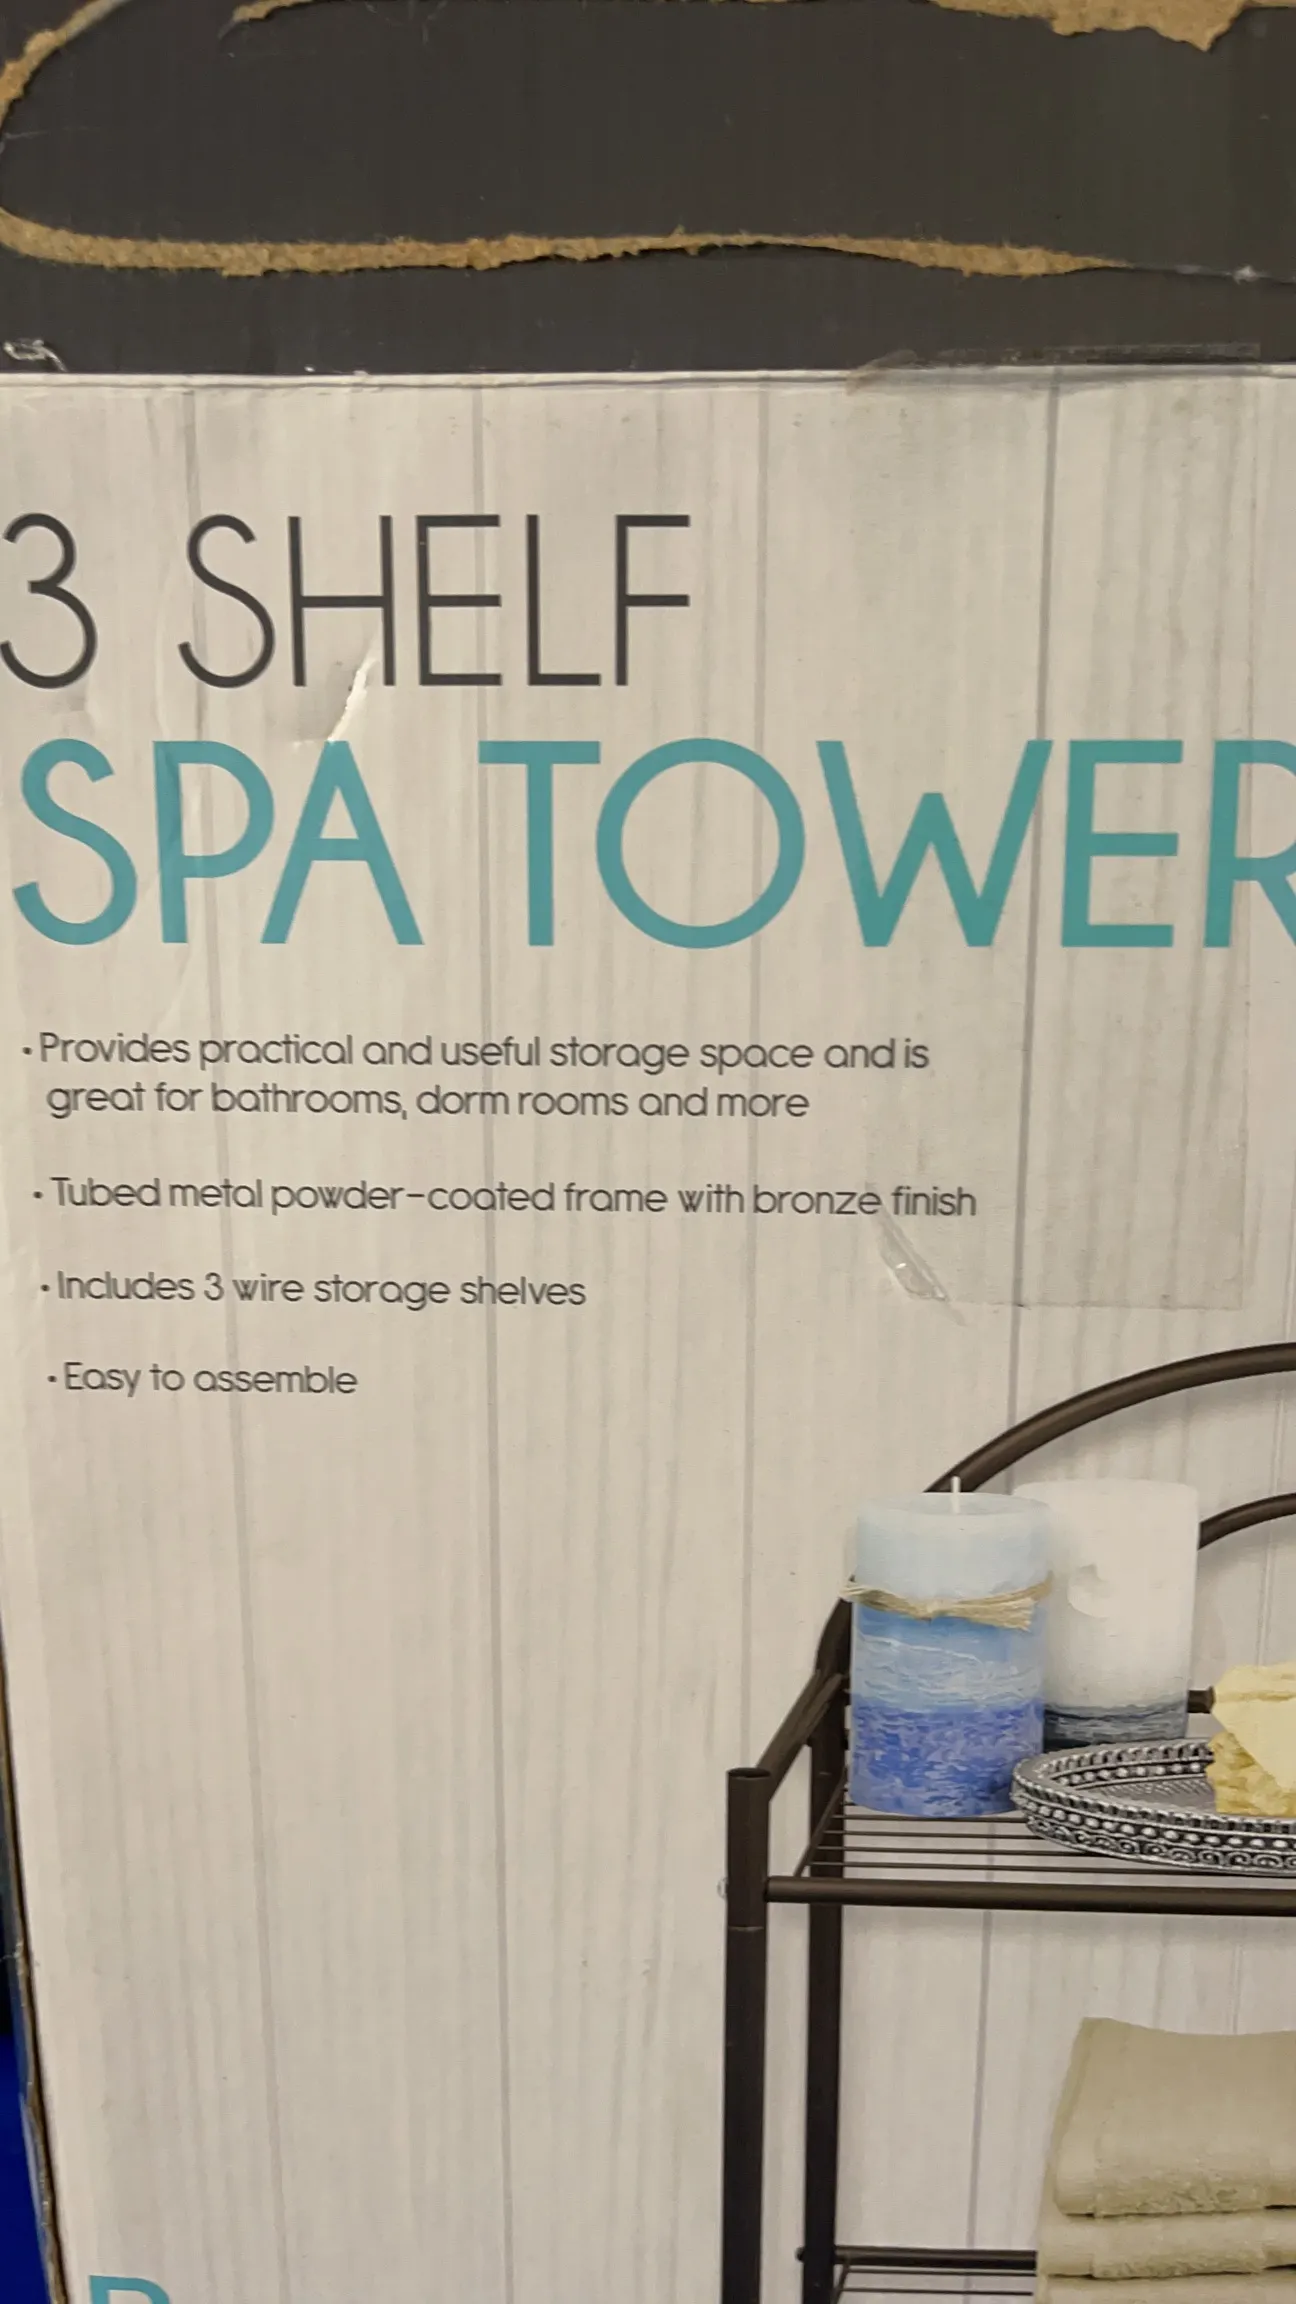 3 SHELF
SPA TOWER
• Provides practical and useful storage space and is
great for bathrooms, dorm rooms and more
• Tubed metal powder-coated frame with bronze finish
• Includes 3 wire storage shelves
• Easy to assemble